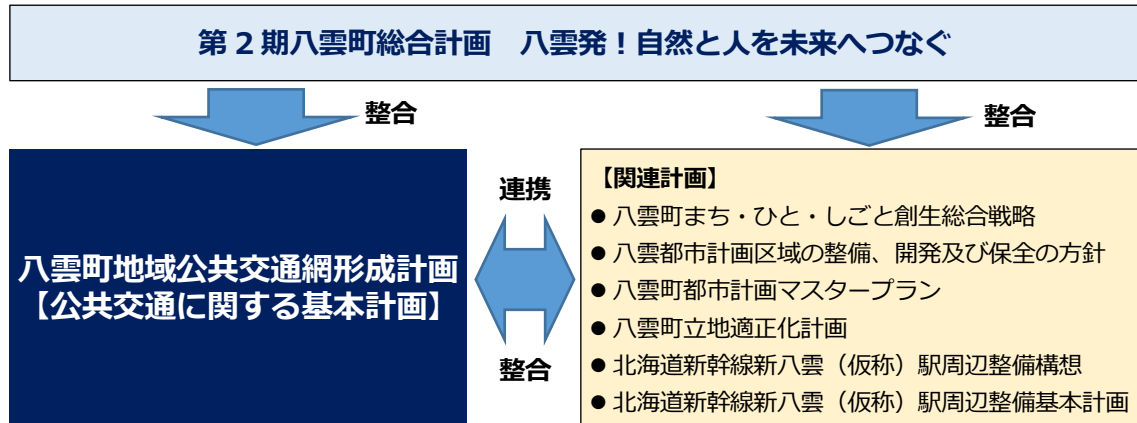 第2期八雲町総合計画　八雲発！自然と人を未来へつなぐ
整合
整合
八雲町地域公共交通網形成計画
【公共交通に関する基本計画】
連携
整合
【関連計画】
● 八雲町まち・ひと・しごと創生総合戦略
● 八雲都市計画区域の整備、開発及び保全の方針
● 八雲町都市計画マスタープラン
● 八雲町立地適正化計画
● 北海道新幹線新八雲（仮称）駅周辺整備構想
● 北海道新幹線新八雲（仮称）駅周辺整備基本計画